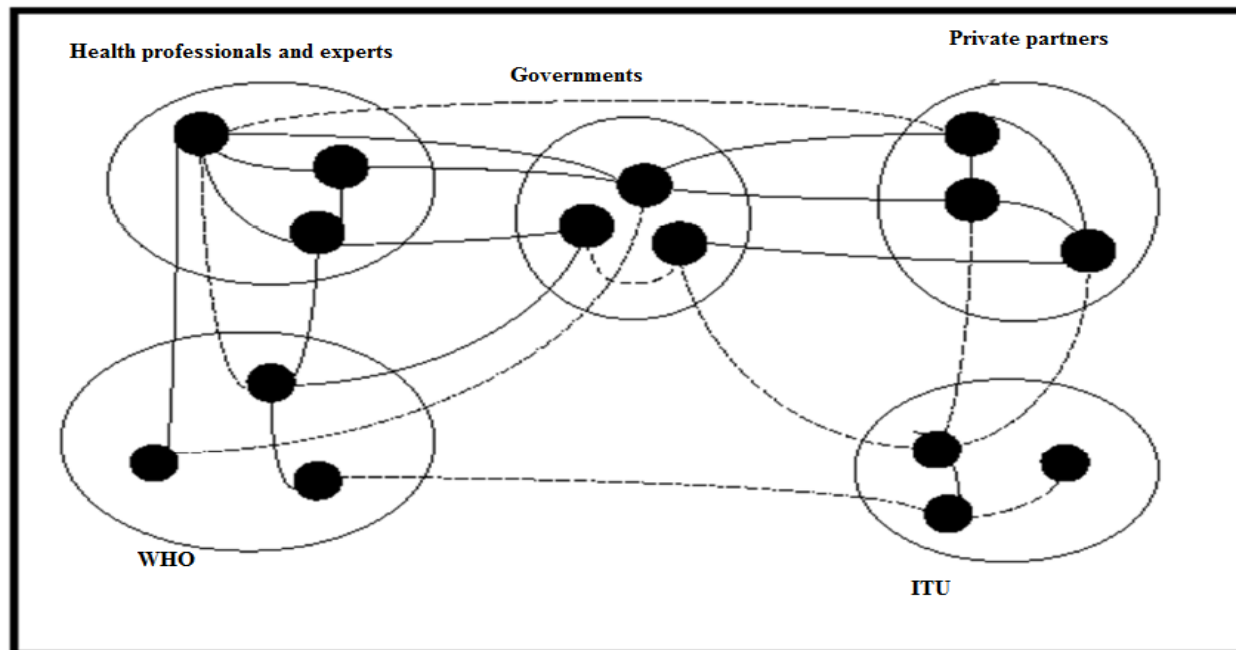 Health professionals and experts
Governments
Private partners
WHO
ITU